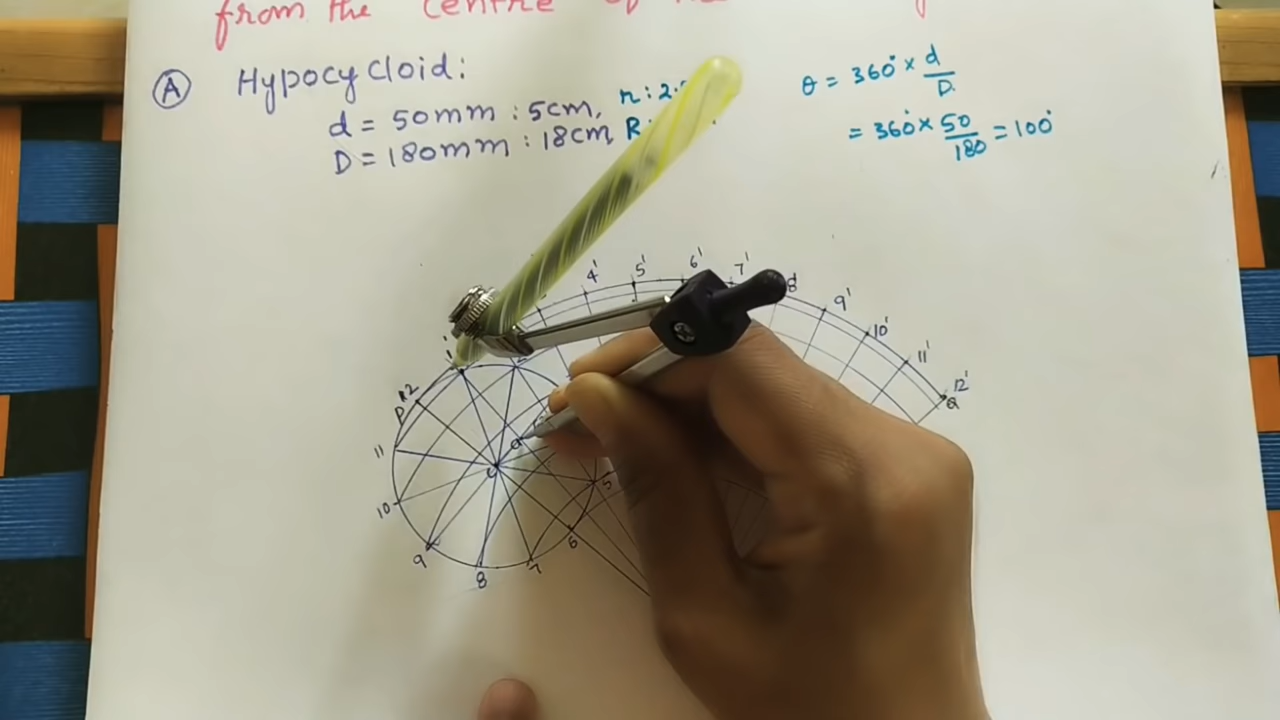 from the centre of
A Hypocycloid:
d = 50mm : 5cm,
D = 180mm : 18cm R:
θ = 360° × d/D.
= 360° × 50/180 = 100°
4' 5' 6' 7' 8' 9' 10' 11' 12'
Q
12
P
11
10
9
8
7
6
5